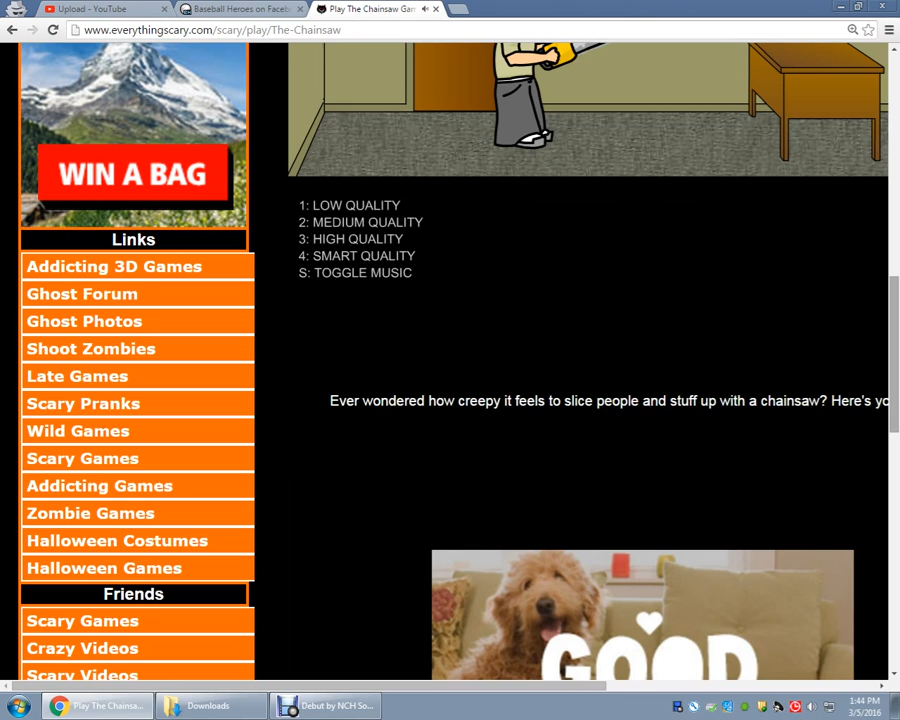 Upload - YouTube
Baseball Heroes on Faceb
Play The Chainsaw Gam
www.everythingscary.com/scary/play/The-Chainsaw
WIN A BAG
Links
Addicting 3D Games
Ghost Forum
Ghost Photos
Shoot Zombies
Late Games
Scary Pranks
Wild Games
Scary Games
Addicting Games
Zombie Games
Halloween Costumes
Halloween Games
Friends
Scary Games
Crazy Videos
Scary Videos
1: LOW QUALITY
2: MEDIUM QUALITY
3: HIGH QUALITY
4: SMART QUALITY
S: TOGGLE MUSIC
Ever wondered how creepy it feels to slice people and stuff up with a chainsaw? Here's yo
GOOD
Play The Chainsa...
Downloads
Debut by NCH So...
1:44 PM
3/5/2016